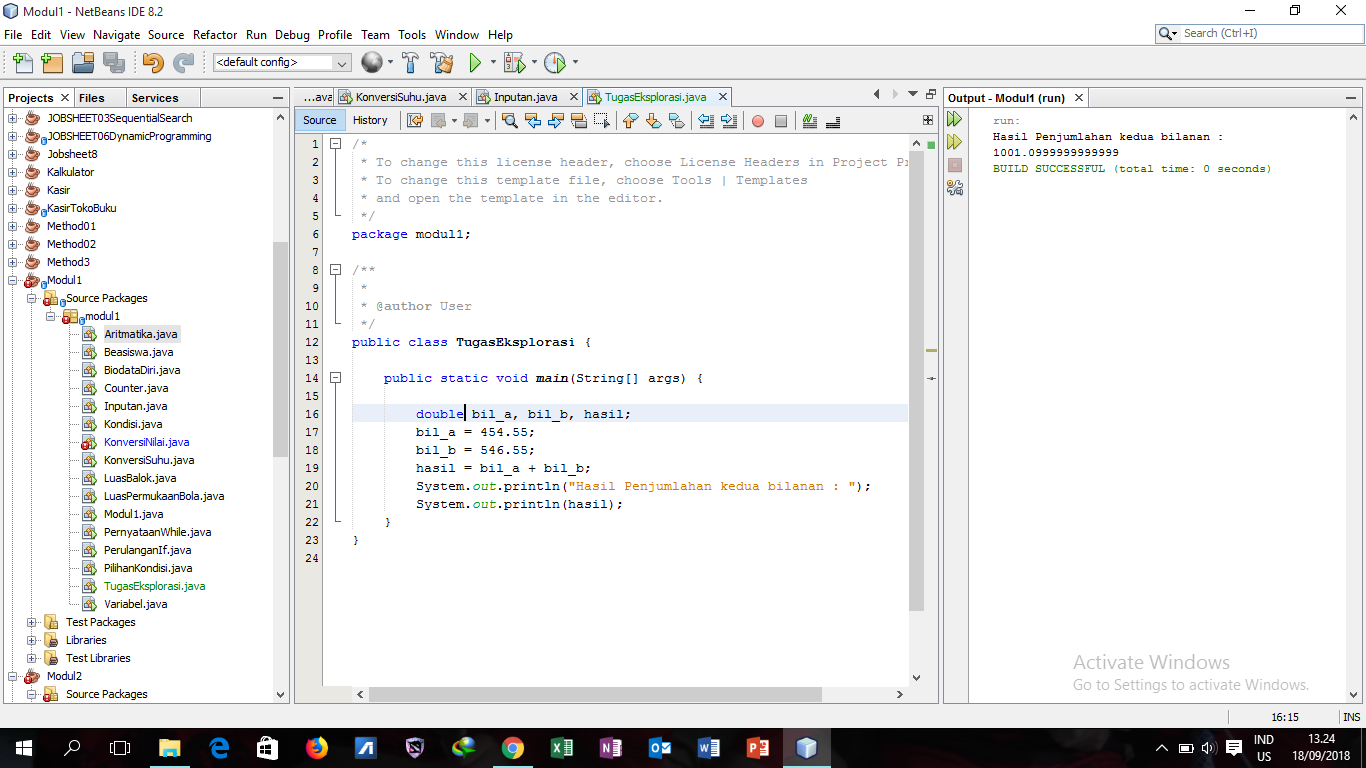 Modul1 - NetBeans IDE 8.2
File Edit View Navigate Source Refactor Run Debug Profile Team Tools Window Help
Search (Ctrl+I)
<default config>
Projects Files Services
JOBSHEET03SequentialSearch
JOBSHEET06DynamicProgramming
Jobsheet8
Kalkulator
Kasir
KasirTokoBuku
Method01
Method02
Method3
Modul1
Source Packages
modul1
Aritmatika.java
Beasiswa.java
BiodataDiri.java
Counter.java
Inputan.java
Kondisi.java
KonversiNilai.java
KonversiSuhu.java
LuasBalok.java
LuasPermukaanBola.java
Modul1.java
PernyataanWhile.java
PerulanganIf.java
PilihanKondisi.java
TugasEksplorasi.java
Variabel.java
Test Packages
Libraries
Test Libraries
Modul2
Source Packages
...ava KonversiSuhu.java Inputan.java TugasEksplorasi.java
Source History
1 /*
2 * To change this license header, choose License Headers in Project Pr
3 * To change this template file, choose Tools | Templates
4 * and open the template in the editor.
5 */
6 package modul1;
7
8 /**
9 *
10 * @author User
11 */
12 public class TugasEksplorasi {
13
14 public static void main(String[] args) {
15
16 double bil_a, bil_b, hasil;
17 bil_a = 454.55;
18 bil_b = 546.55;
19 hasil = bil_a + bil_b;
20 System.out.println("Hasil Penjumlahan kedua bilanan : ");
21 System.out.println(hasil);
22 }
23 }
24
Output - Modul1 (run)
run:
Hasil Penjumlahan kedua bilanan :
1001.0999999999999
BUILD SUCCESSFUL (total time: 0 seconds)
Activate Windows
Go to Settings to activate Windows.
16:15 INS
IND
US
13.24
18/09/2018